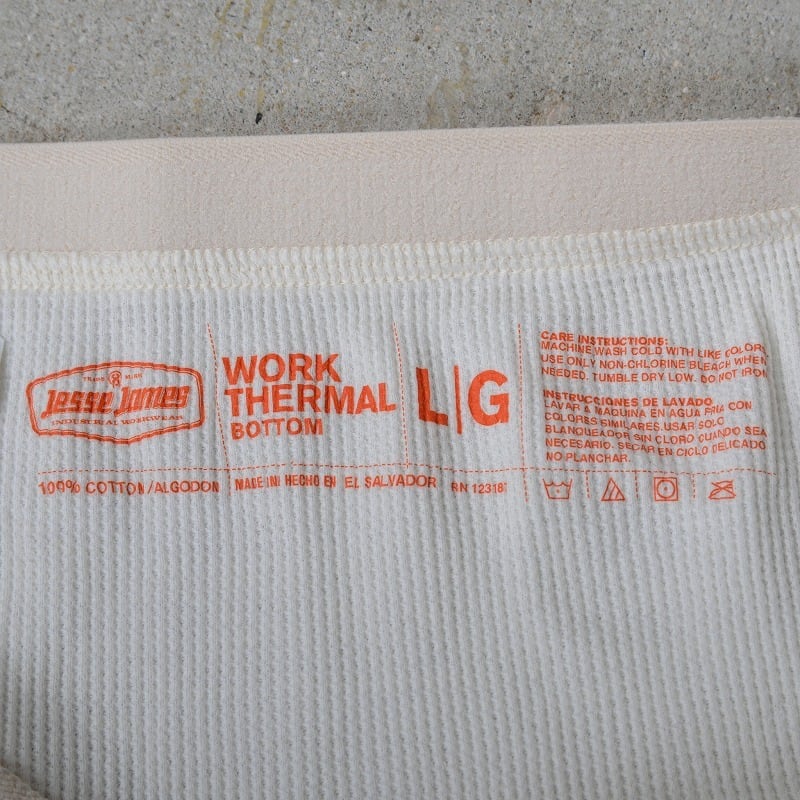 TRADE MARK
Jesse James
INDUSTRIAL WORKWEAR
WORK
THERMAL
BOTTOM
L|G
CARE INSTRUCTIONS:
MACHINE WASH COLD WITH LIKE COLOR
USE ONLY NON-CHLORINE BLEACH WHEN
NEEDED. TUMBLE DRY LOW. DO NOT IRON
INSTRUCCIONES DE LAVADO
LAVAR A MAQUINA EN AGUA FRIA CON
COLORES SIMILARES.USAR SOLO
BLANQUEADOR SIN CLORO CUANDO SEA
NECESARIO. SECAR EN CICLO DELICADO
NO PLANCHAR.
100% COTTON/ALGODON
MADE IN/ HECHO EN EL SALVADOR RN 123181